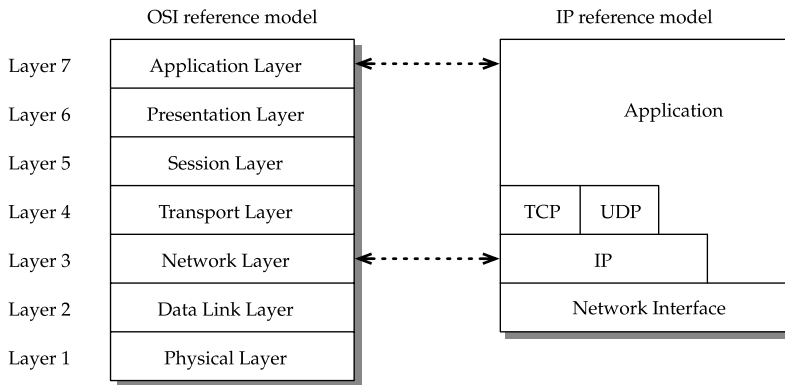 OSI reference model
IP reference model
Layer 7
Application Layer
Layer 6
Presentation Layer
Application
Layer 5
Session Layer
Layer 4
Transport Layer
TCP
UDP
Layer 3
Network Layer
IP
Layer 2
Data Link Layer
Network Interface
Layer 1
Physical Layer